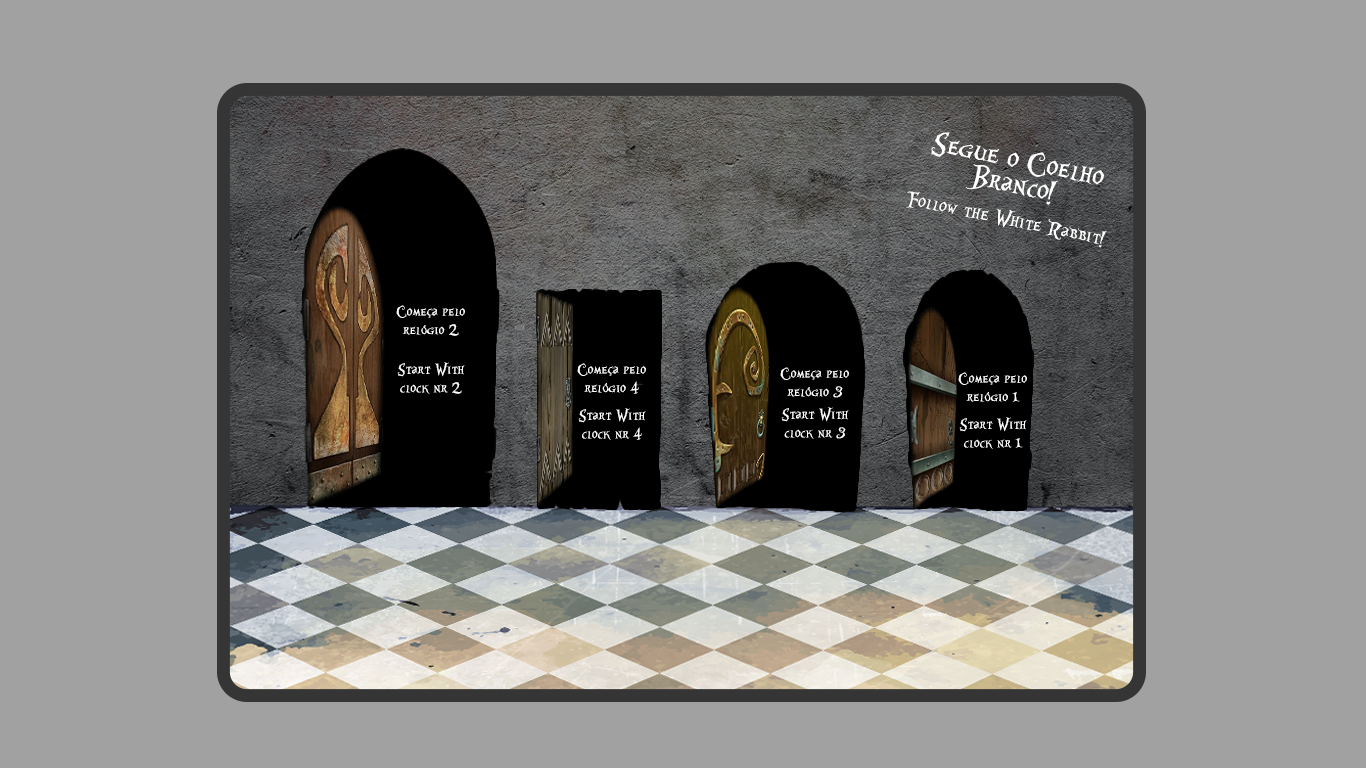 Segue o Coelho
Branco!
Follow the White Rabbit!
Começa pelo
relógio 2
Start With
clock nr 2
Começa pelo
relógio 4
Start With
clock nr 4
Começa pelo
relógio 3
Start With
clock nr 3
Começa pelo
relógio 1
Start With
clock nr 1